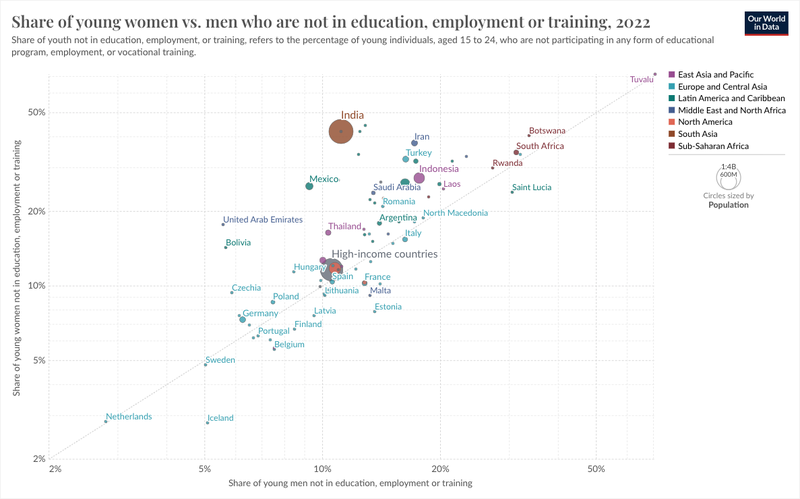 Share of young women vs. men who are not in education, employment or training, 2022
Our World
in Data
Share of youth not in education, employment, or training, refers to the percentage of young individuals, aged 15 to 24, who are not participating in any form of educational
program, employment, or vocational training.
Share of young women not in education, employment or training
50%
20%
10%
5%
2%
Tuvalu
India
Botswana
Iran
South Africa
Turkey
Rwanda
Indonesia
Mexico
Saudi Arabia
Laos
Saint Lucia
Romania
United Arab Emirates
Argentina
North Macedonia
Thailand
Italy
Bolivia
High-income countries
Hungary
Spain
France
Czechia
Lithuania
Malta
Poland
Estonia
Germany
Latvia
Finland
Portugal
Belgium
Sweden
Netherlands
Iceland
2%
5%
10%
20%
50%
Share of young men not in education, employment or training
East Asia and Pacific
Europe and Central Asia
Latin America and Caribbean
Middle East and North Africa
North America
South Asia
Sub-Saharan Africa
1:4B
600M
Circles sized by
Population